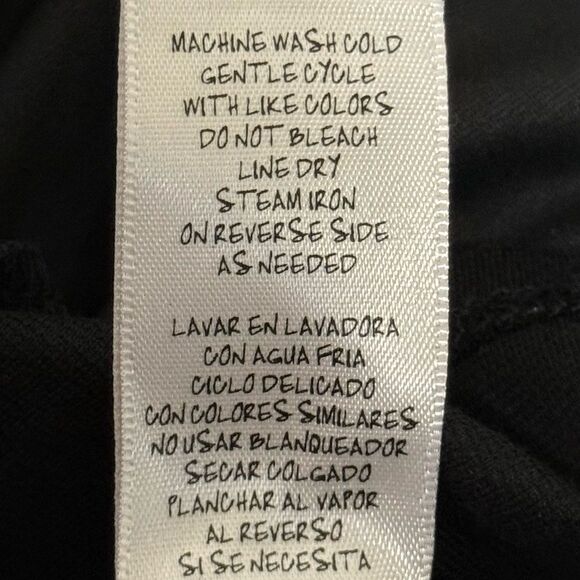 MACHINE WASH COLD
GENTLE CYCLE
WITH LIKE COLORS
DO NOT BLEACH
LINE DRY
STEAM IRON
ON REVERSE SIDE
AS NEEDED
LAVAR EN LAVADORA
CON AGUA FRIA
CICLO DELICADO
CON COLORES SIMILARES
NO USAR BLANQUEADOR
SECAR COLGADO
PLANCHAR AL VAPOR
AL REVERSO
SI SE NECESITA